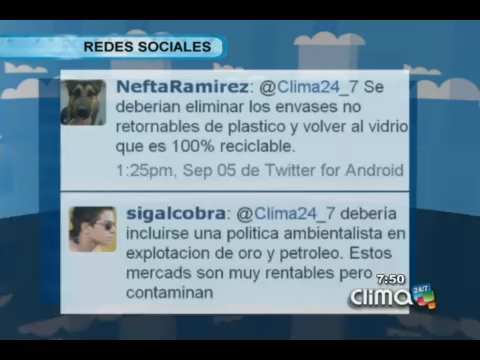 REDES SOCIALES
NeftaRamirez: @Clima24_7 Se
deberian eliminar los envases no
retornables de plastico y volver al vidrio
que es 100% reciclable.
1:25pm, Sep 05 de Twitter for Android
sigalcobra: @Clima24_7 debería
incluirse una politica ambientalista en
explotacion de oro y petroleo. Estos
mercads son muy rentables pero
contaminan
7:50
clima 24/7